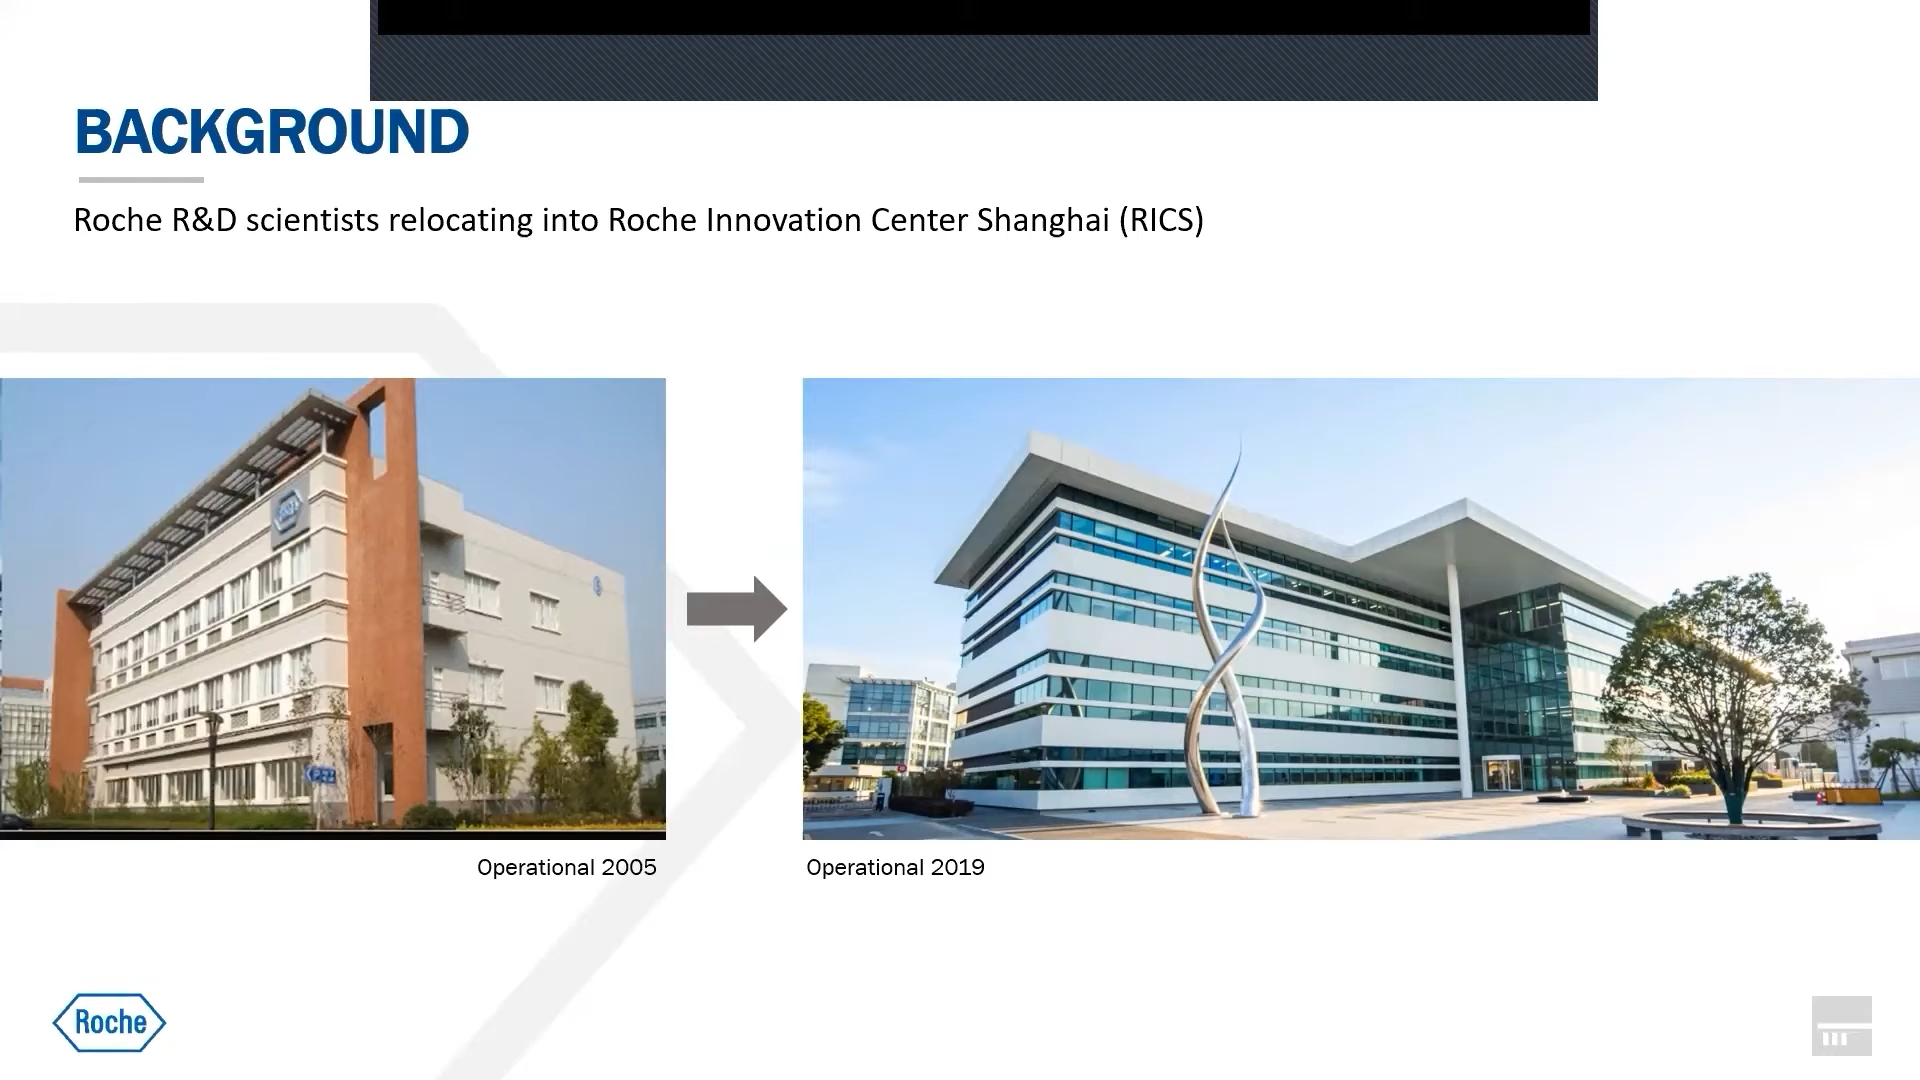 BACKGROUND
Roche R&D scientists relocating into Roche Innovation Center Shanghai (RICS)
Operational 2005
Operational 2019
Roche